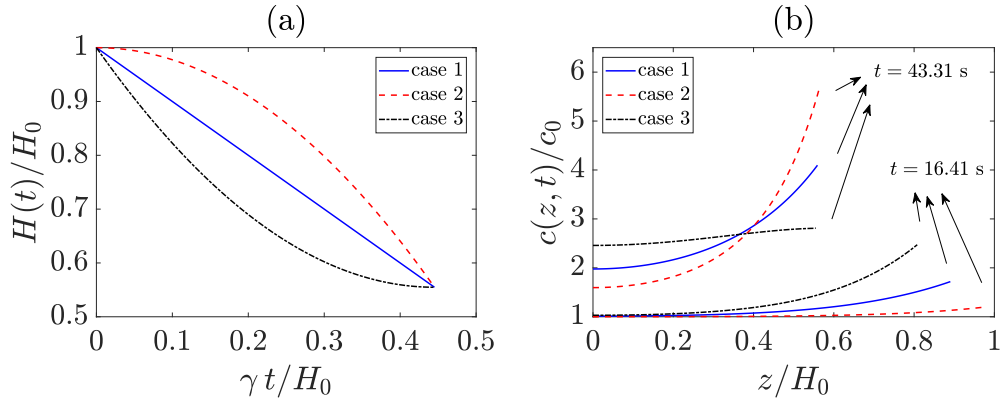 (a)
1
0.9
0.8
0.7
0.6
0.5
H(t)/H₀
0
0.1
0.2
0.3
0.4
0.5
γ t/H₀
case 1
case 2
case 3
(b)
6
5
4
3
2
1
c(z, t)/c₀
0
0.2
0.4
0.6
0.8
1
z/H₀
case 1
case 2
case 3
t = 43.31 s
t = 16.41 s